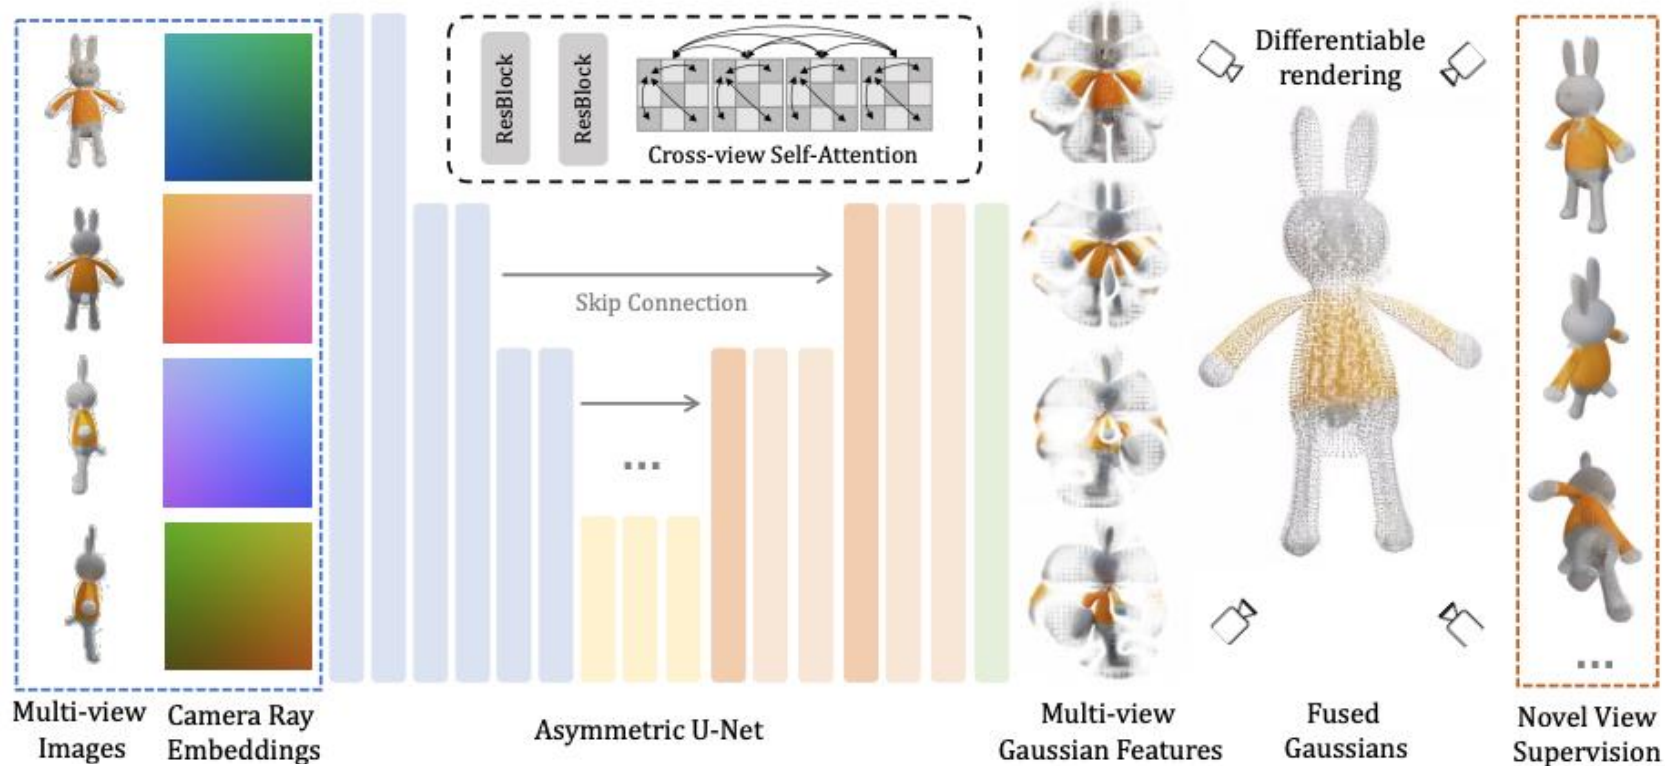 ResBlock
ResBlock
Cross-view Self-Attention
Differentiable
rendering
Skip Connection
...
...
Multi-view
Images
Camera Ray
Embeddings
Asymmetric U-Net
Multi-view
Gaussian Features
Fused
Gaussians
Novel View
Supervision